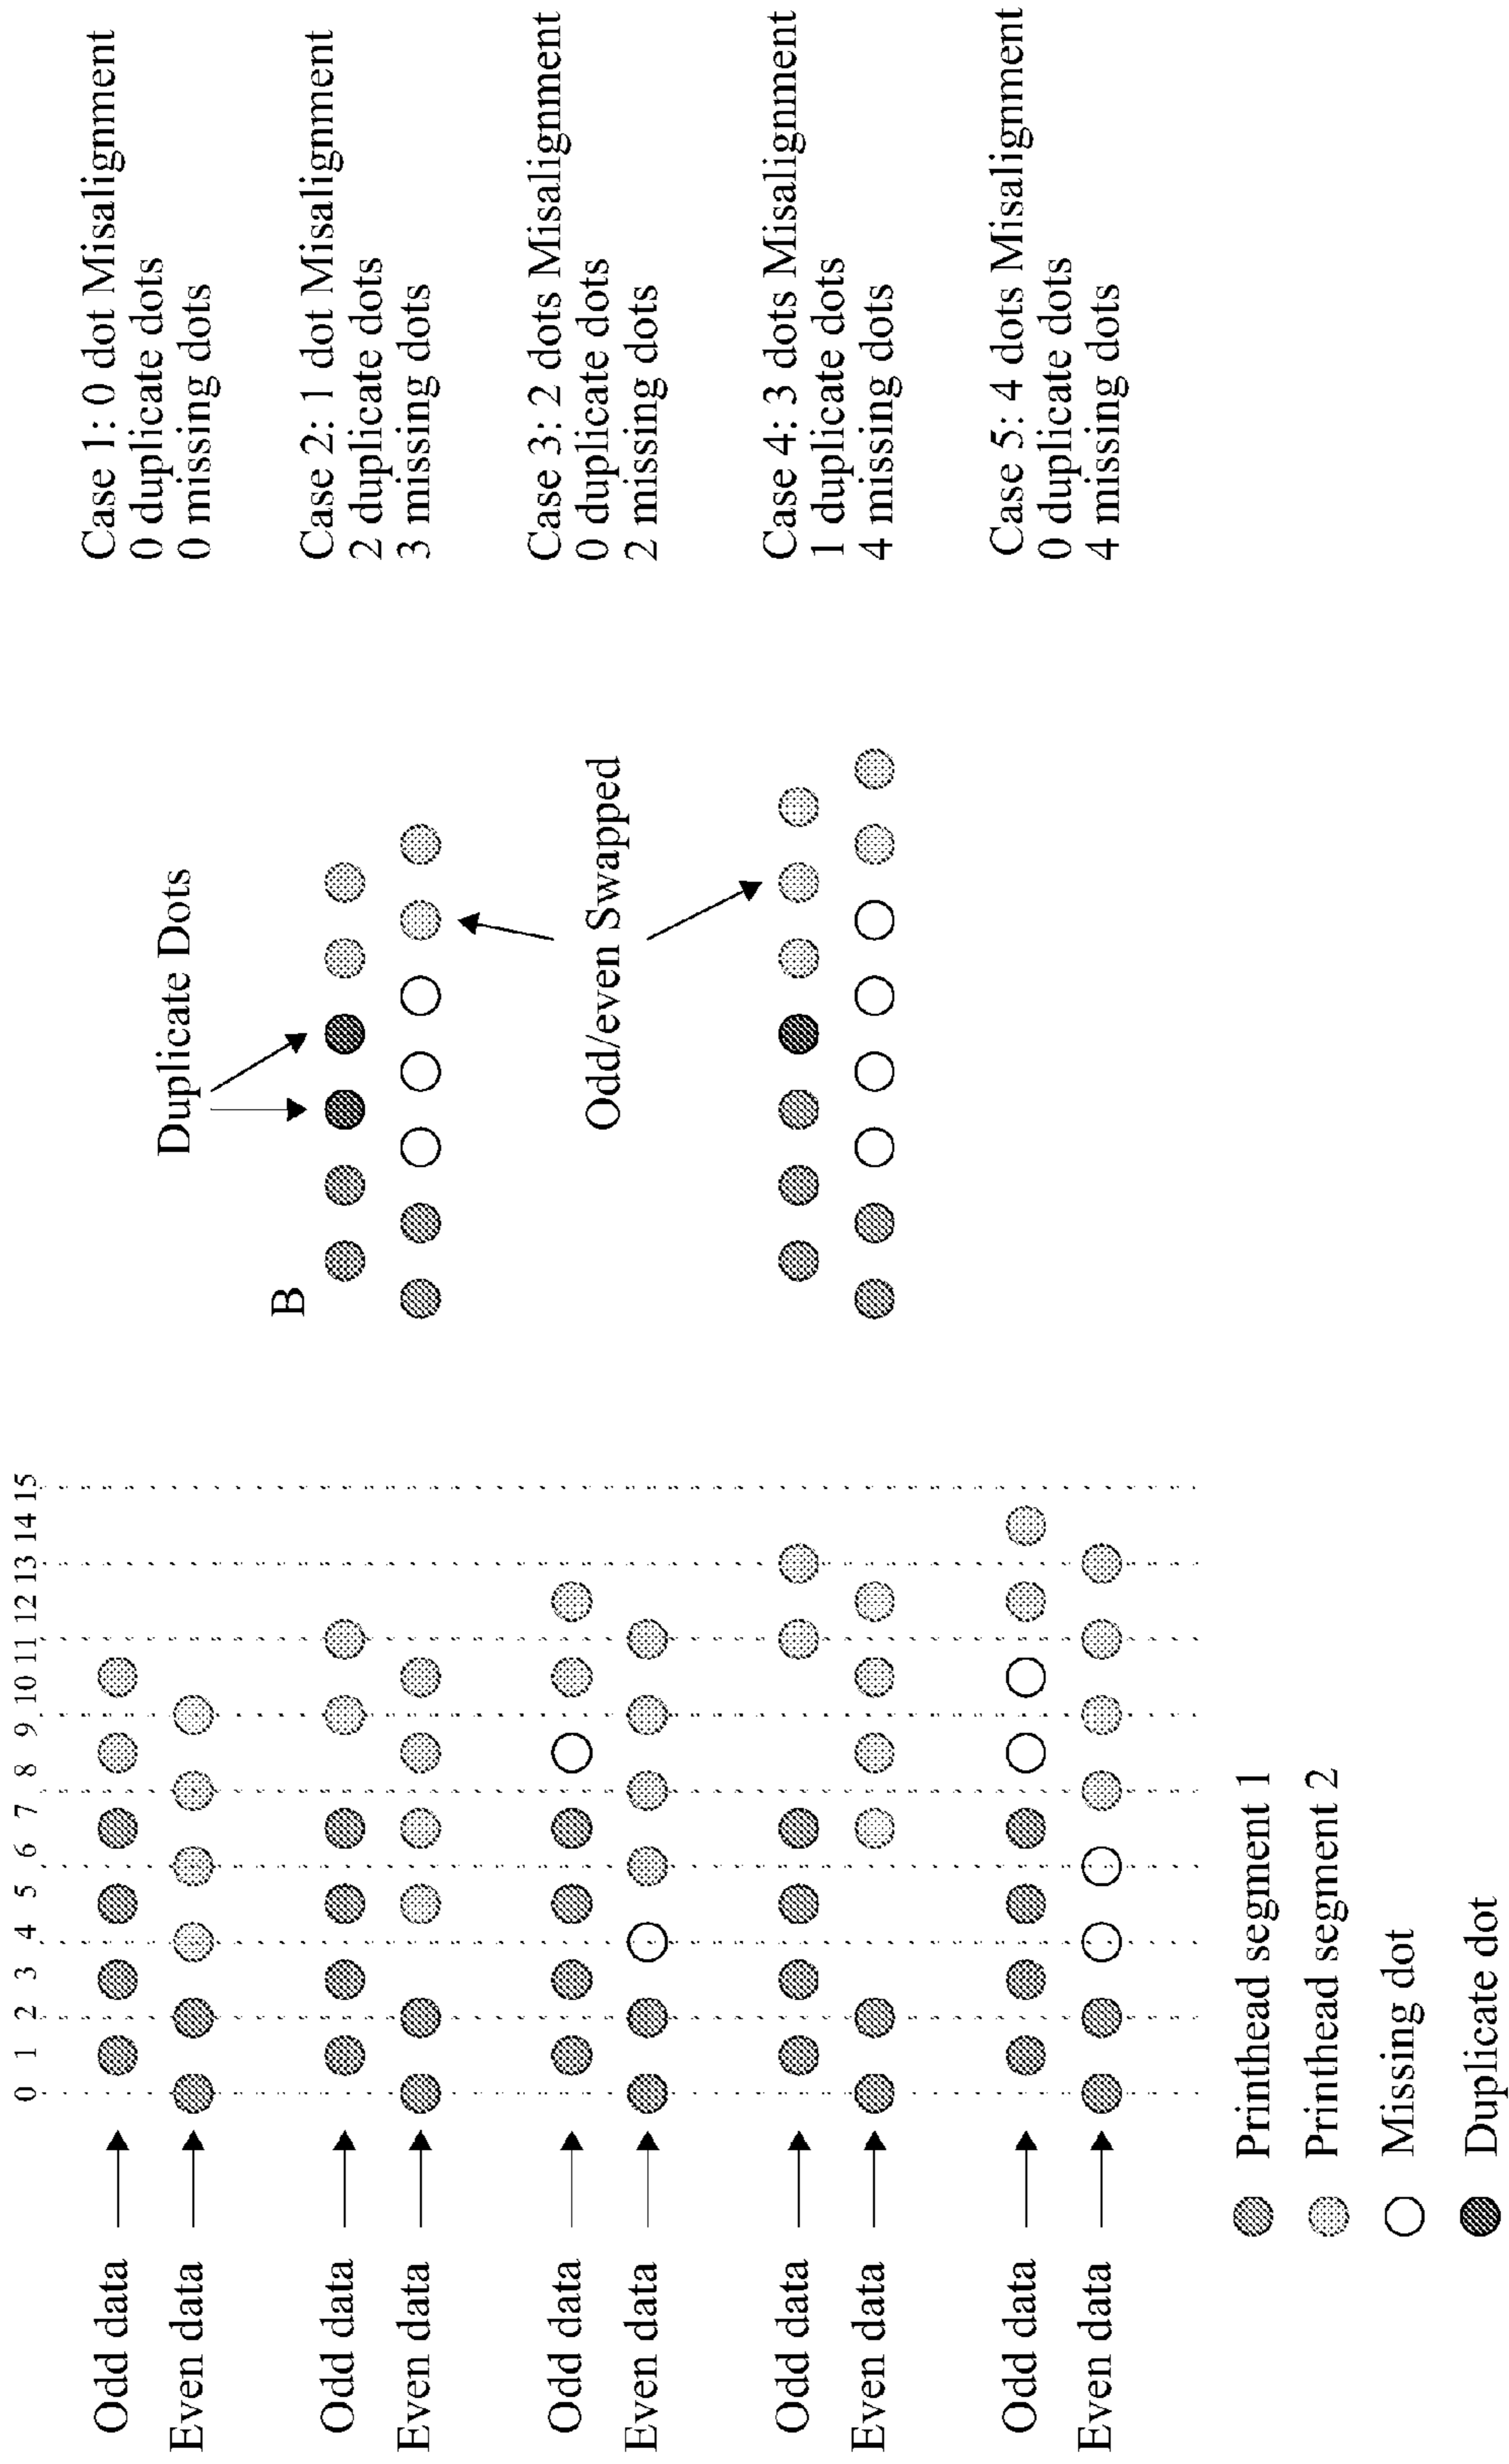 0 1 2 3 4 5 6 7 8 9 10 11 12 13 14 15
Odd data
Even data
Case 1: 0 dot Misalignment
0 duplicate dots
0 missing dots
Duplicate Dots
B
Odd data
Even data
Case 2: 1 dot Misalignment
2 duplicate dots
3 missing dots
Odd data
Even data
Odd/even Swapped
Case 3: 2 dots Misalignment
0 duplicate dots
2 missing dots
Odd data
Even data
Case 4: 3 dots Misalignment
1 duplicate dots
4 missing dots
Odd data
Even data
Case 5: 4 dots Misalignment
0 duplicate dots
4 missing dots
Printhead segment 1
Printhead segment 2
Missing dot
Duplicate dot